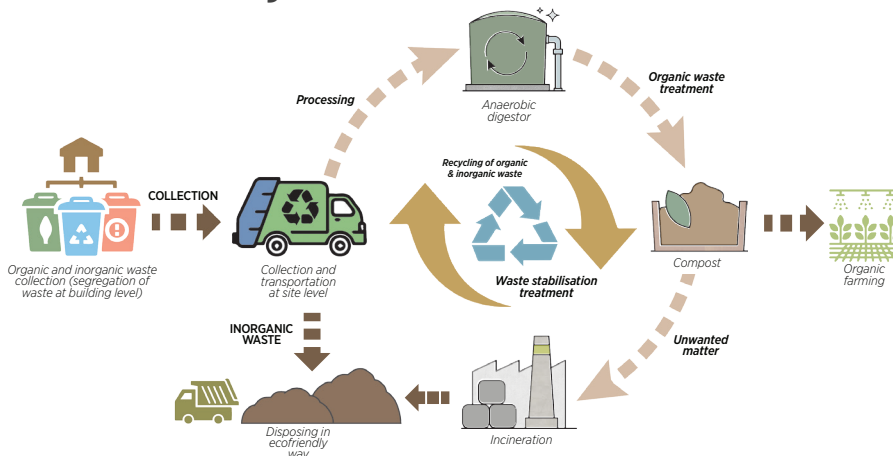 Processing
Organic waste
treatment
Anaerobic
digestor
Recycling of organic
& inorganic waste
COLLECTION
Waste stabilisation
treatment
Organic and inorganic waste
collection (segregation of
waste at building level)
Collection and
transportation
at site level
Compost
Organic
farming
INORGANIC
WASTE
Unwanted
matter
Disposing in
ecofriendly
way
Incineration